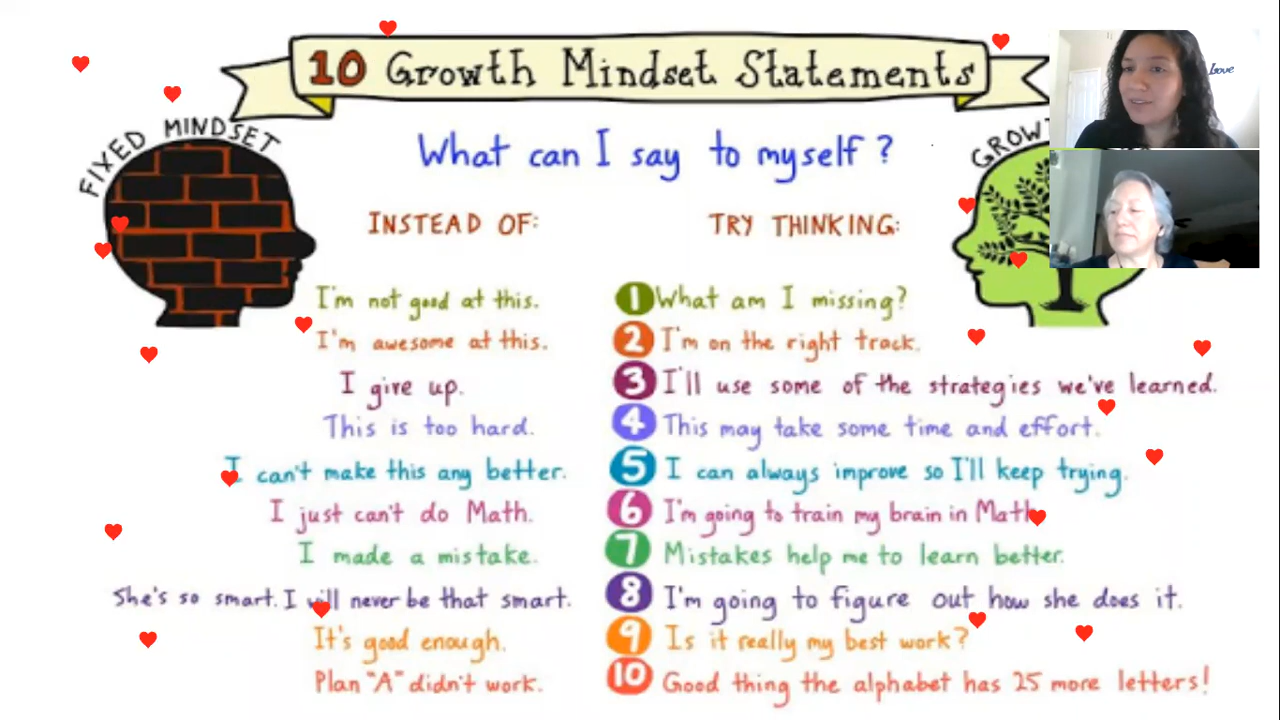 10 Growth Mindset Statements
FIXED MINDSET
What can I say to myself?
Love
INSTEAD OF:
TRY THINKING:
I'm not good at this.
1 What am I missing?
I'm awesome at this.
2 I'm on the right track.
I give up.
3 I'll use some of the strategies we've learned.
This is too hard.
4 This may take some time and effort.
I can't make this any better.
5 I can always improve so I'll keep trying.
I just can't do Math.
6 I'm going to train my brain in Math
I made a mistake.
7 Mistakes help me to learn better.
She's so smart. I will never be that smart.
8 I'm going to figure out how she does it.
It's good enough.
9 Is it really my best work?
Plan "A" didn't work.
10 Good thing the alphabet has 25 more letters!